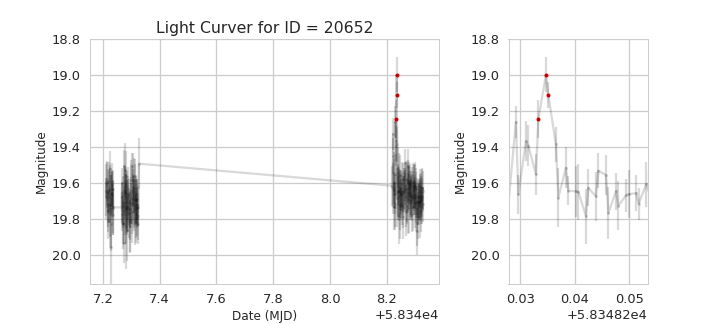 Light Curver for ID = 20652
18.8
19.0
19.2
19.4
19.6
19.8
20.0
Magnitude
7.2 7.4 7.6 7.8 8.0 8.2
Date (MJD) +5.834e4
18.8
19.0
19.2
19.4
19.6
19.8
20.0
Magnitude
0.03 0.04 0.05
+5.83482e4